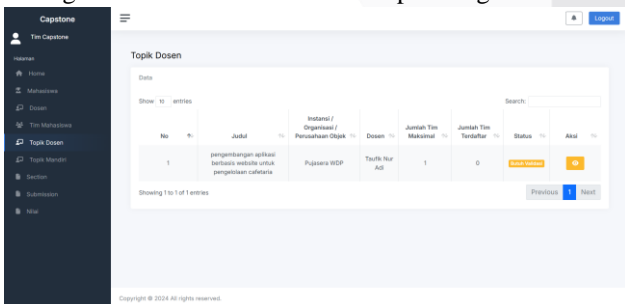 Capstone
Logout
Tim Capstone
Halaman
Home
Mahasiswa
Dosen
Tim Mahasiswa
Topik Dosen
Topik Mandiri
Section
Submission
Nilai
Topik Dosen
Data
Show 10 entries
Search:
No
Judul
Instansi /
Organisasi /
Perusahaan Objek
Dosen
Jumlah Tim
Maksimal
Jumlah Tim
Terdaftar
Status
Aksi
1
pengembangan aplikasi
berbasis website untuk
pengelolaan cafetaria
Pujasera WDP
Taufik Nur
Adi
1
0
Butuh Validasi
Showing 1 to 1 of 1 entries
Previous 1 Next
Copyright © 2024 All rights reserved.